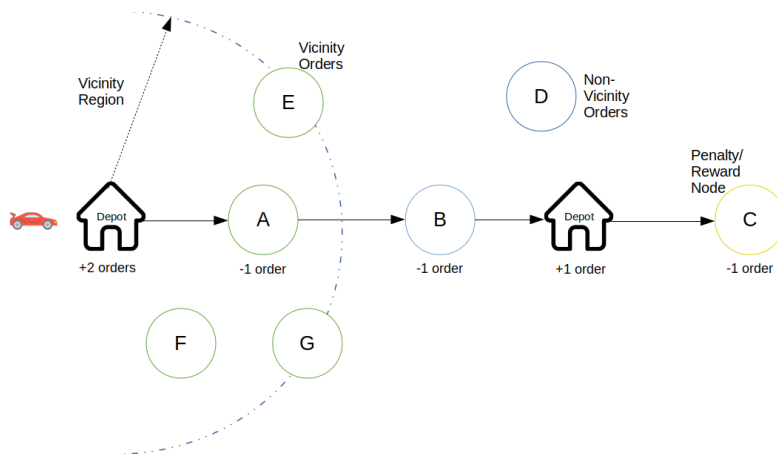 Vicinity
Orders
E
D
Non-
Vicinity
Orders
Vicinity
Region
Penalty/
Reward
Node
Depot
A
B
Depot
C
+2 orders
-1 order
-1 order
+1 order
-1 order
F
G